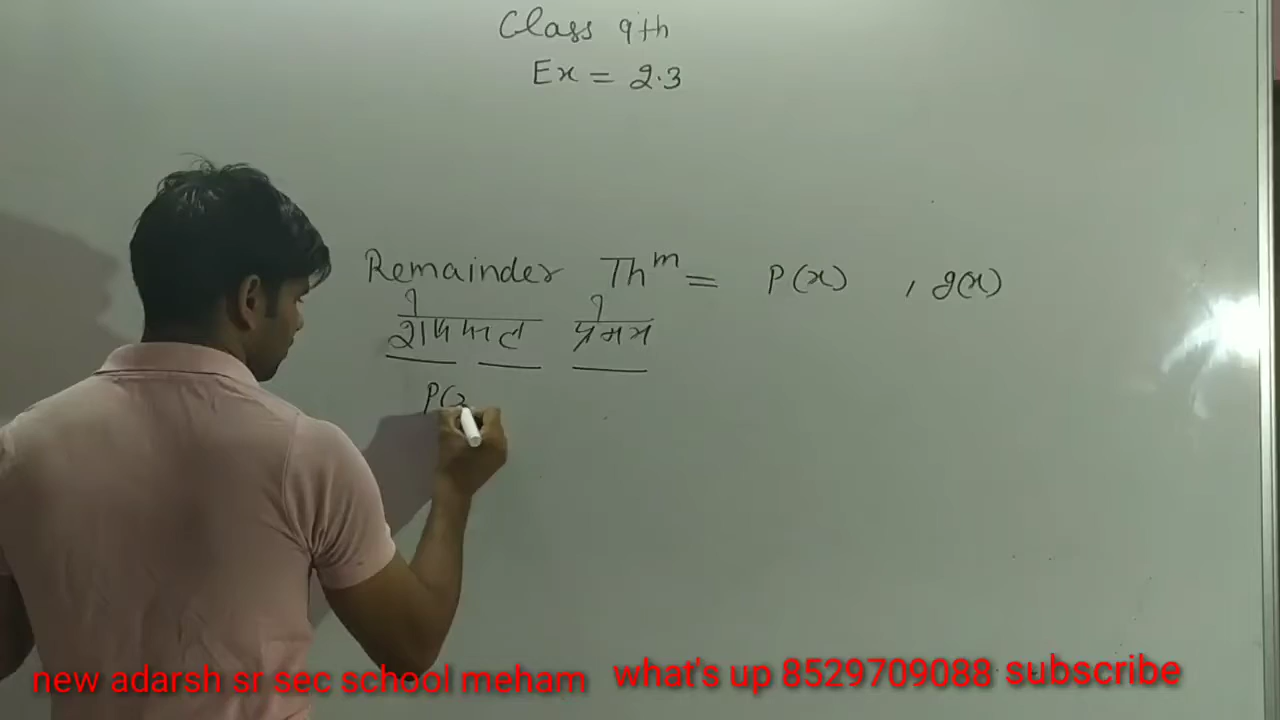 Class 9th
Ex = 2.3
Remainder Th^m = P(x) , g(x)
शेषफल प्रमेय
P(x
new adarsh sr sec school meham what's up 8529709088 subscribe